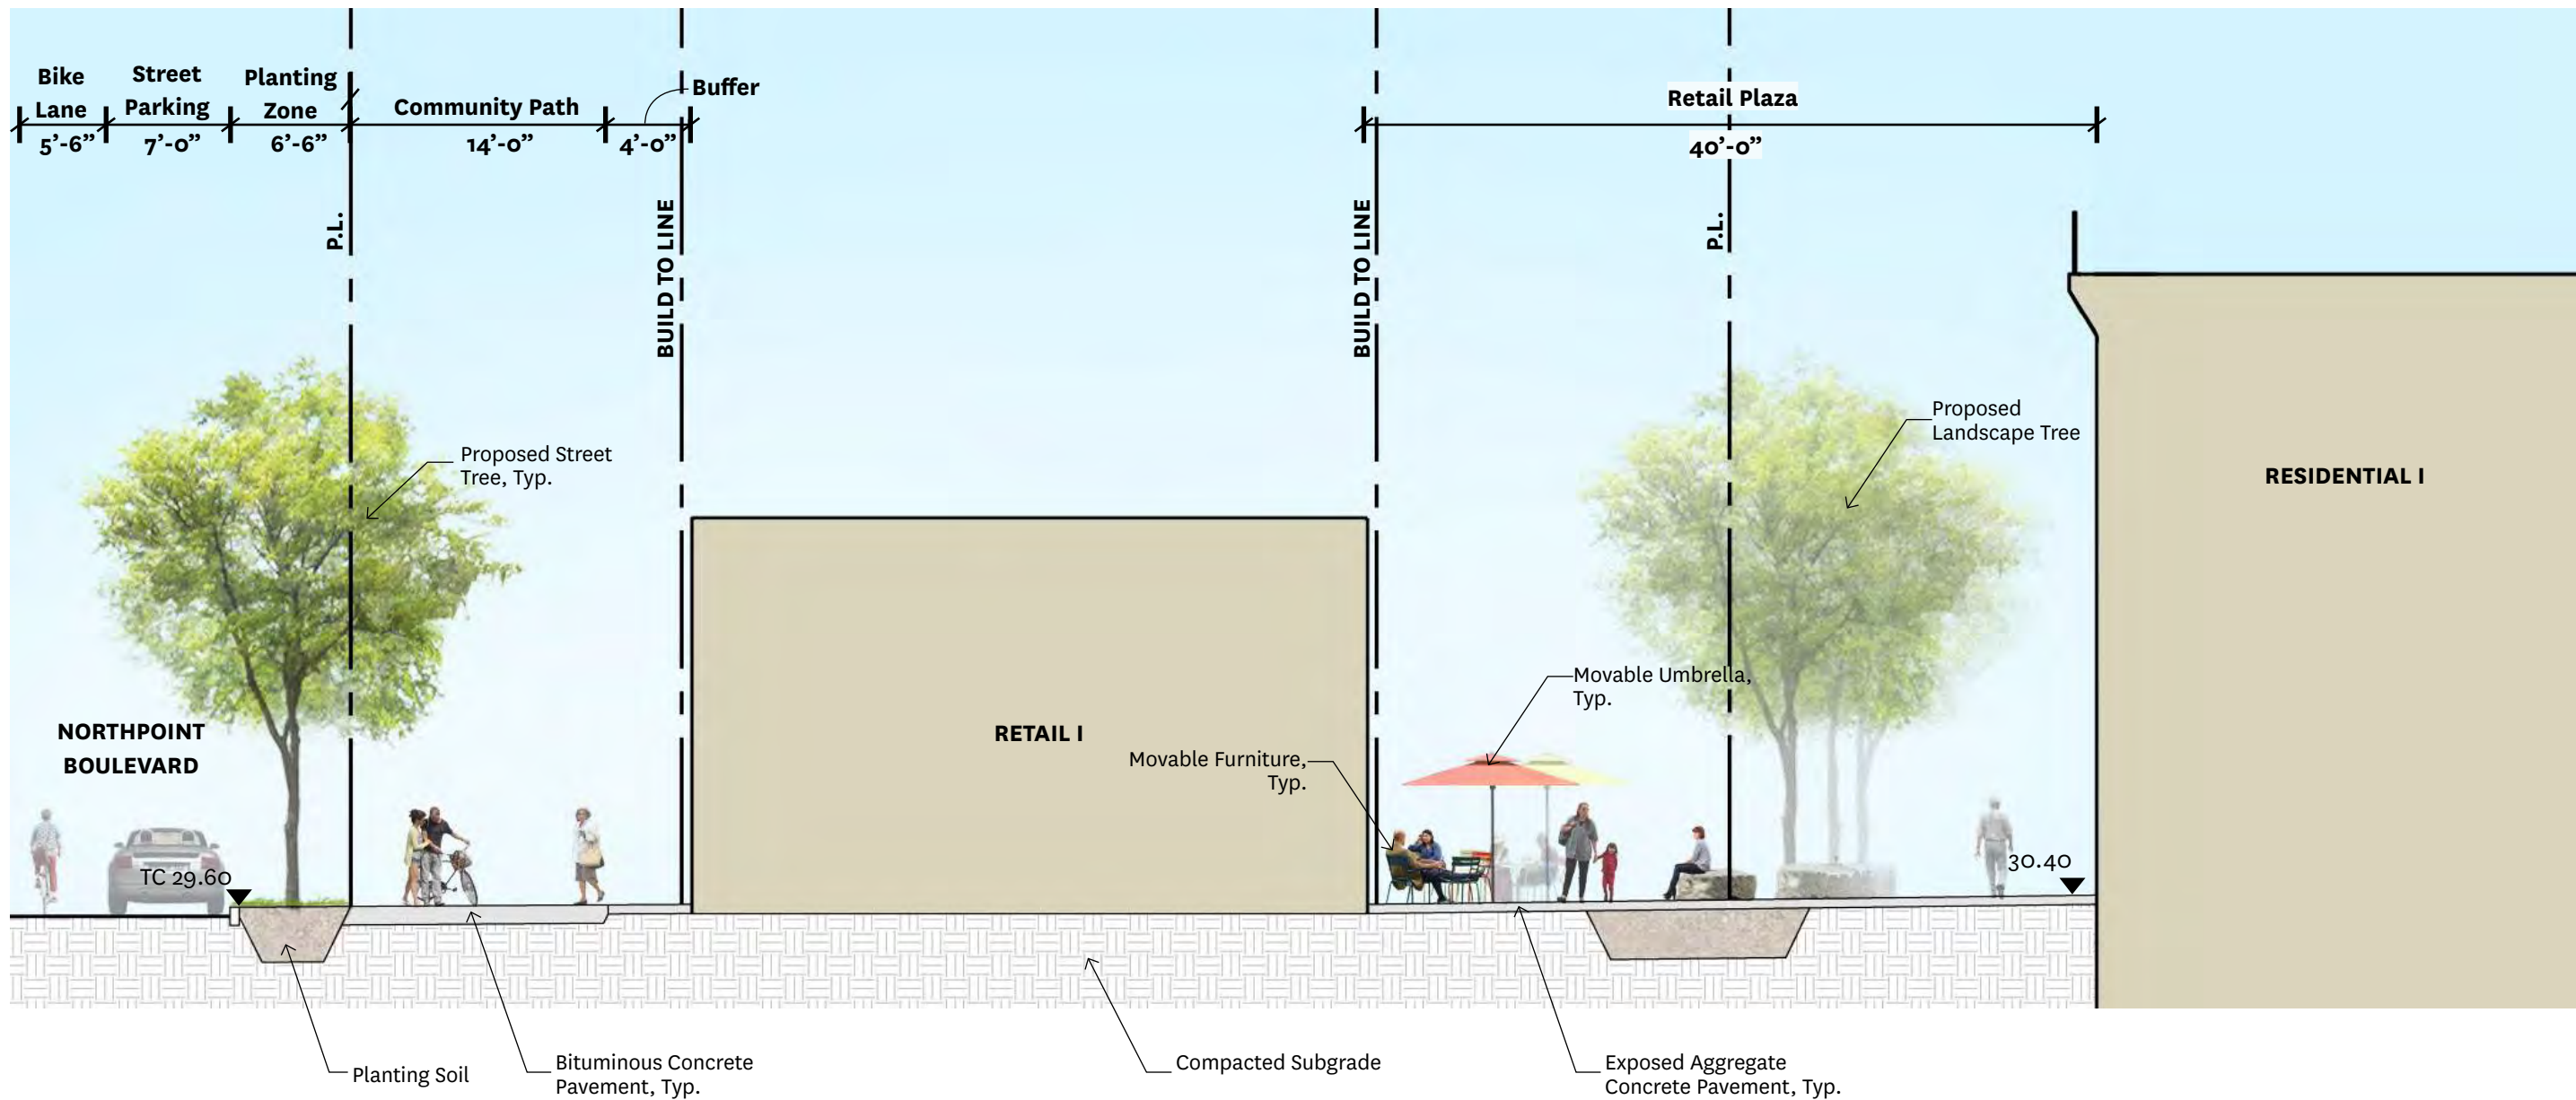 Bike
Lane
5’-6”
Street
Parking
7’-0”
Planting
Zone
6’-6”
Community Path
14’-0”
Buffer
4’-0”
Retail Plaza
40’-0”
P.L.
BUILD TO LINE
BUILD TO LINE
P.L.
Proposed Street
Tree, Typ.
Proposed
Landscape Tree
RESIDENTIAL I
NORTHPOINT
BOULEVARD
RETAIL I
Movable Umbrella,
Typ.
Movable Furniture,
Typ.
TC 29.60
30.40
Planting Soil
Bituminous Concrete
Pavement, Typ.
Compacted Subgrade
Exposed Aggregate
Concrete Pavement, Typ.